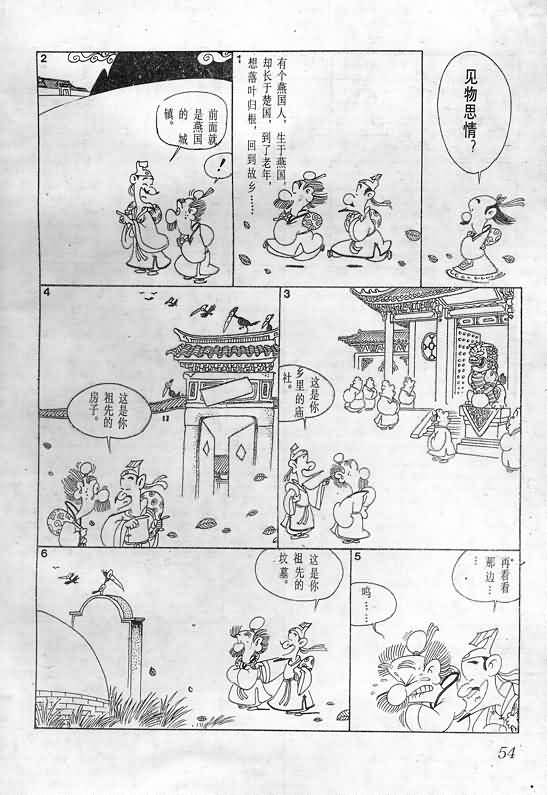 见物思情?
1
有个燕国人，生于燕国
却长于楚国，到了老年，
想落叶归根，回到故乡……
2
前面就
是燕国
的城
镇。
!
3
这是你
乡里的庙
社。
4
这是你
祖先的
房子。
5
再看看
那边…
…
呜
……
6
这是你
祖先的
坟墓。
54